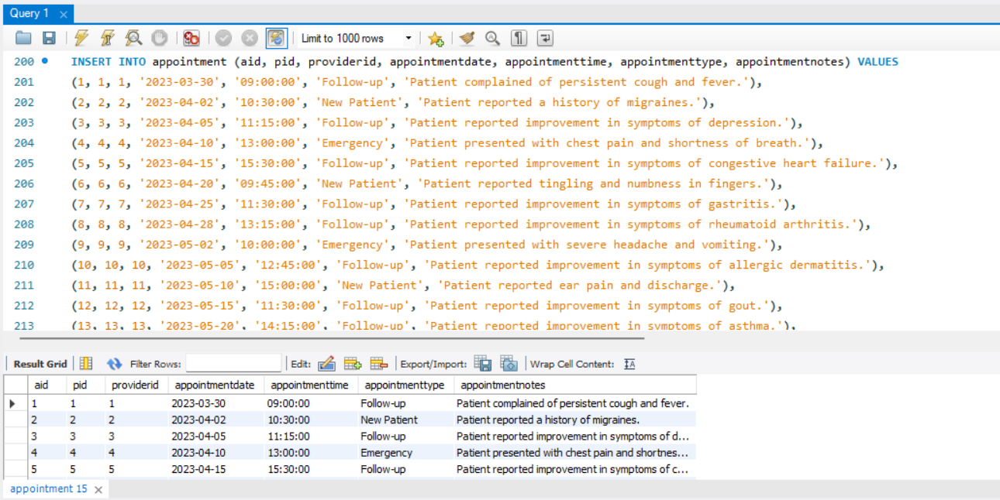 Query 1
Limit to 1000 rows
200 INSERT INTO appointment (aid, pid, providerid, appointmentdate, appointmenttime, appointmenttype, appointmentnotes) VALUES
201 (1, 1, 1, '2023-03-30', '09:00:00', 'Follow-up', 'Patient complained of persistent cough and fever.'),
202 (2, 2, 2, '2023-04-02', '10:30:00', 'New Patient', 'Patient reported a history of migraines.'),
203 (3, 3, 3, '2023-04-05', '11:15:00', 'Follow-up', 'Patient reported improvement in symptoms of depression.'),
204 (4, 4, 4, '2023-04-10', '13:00:00', 'Emergency', 'Patient presented with chest pain and shortness of breath.'),
205 (5, 5, 5, '2023-04-15', '15:30:00', 'Follow-up', 'Patient reported improvement in symptoms of congestive heart failure.'),
206 (6, 6, 6, '2023-04-20', '09:45:00', 'New Patient', 'Patient reported tingling and numbness in fingers.'),
207 (7, 7, 7, '2023-04-25', '11:30:00', 'Follow-up', 'Patient reported improvement in symptoms of gastritis.'),
208 (8, 8, 8, '2023-04-28', '13:15:00', 'Follow-up', 'Patient reported improvement in symptoms of rheumatoid arthritis.'),
209 (9, 9, 9, '2023-05-02', '10:00:00', 'Emergency', 'Patient presented with severe headache and vomiting.'),
210 (10, 10, 10, '2023-05-05', '12:45:00', 'Follow-up', 'Patient reported improvement in symptoms of allergic dermatitis.'),
211 (11, 11, 11, '2023-05-10', '15:00:00', 'New Patient', 'Patient reported ear pain and discharge.'),
212 (12, 12, 12, '2023-05-15', '11:30:00', 'Follow-up', 'Patient reported improvement in symptoms of gout.'),
213 (13, 13, 13, '2023-05-20', '14:15:00', 'Follow-up', 'Patient reported improvement in symptoms of asthma.'),
Result Grid Filter Rows: Edit: Export/Import: Wrap Cell Content: IA
aid pid providerid appointmentdate appointmenttime appointmenttype appointmentnotes
1 1 1 2023-03-30 09:00:00 Follow-up Patient complained of persistent cough and fever.
2 2 2 2023-04-02 10:30:00 New Patient Patient reported a history of migraines.
3 3 3 2023-04-05 11:15:00 Follow-up Patient reported improvement in symptoms of d...
4 4 4 2023-04-10 13:00:00 Emergency Patient presented with chest pain and shortnes...
5 5 5 2023-04-15 15:30:00 Follow-up Patient reported improvement in symptoms of c...
appointment 15